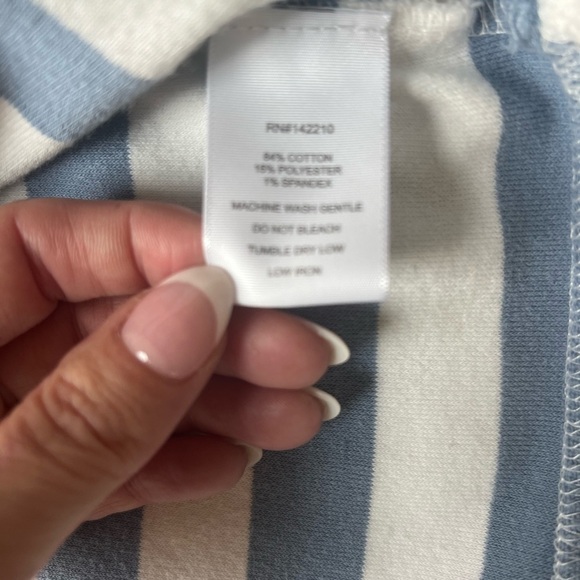 RN#142210
84% COTTON
15% POLYESTER
1% SPANDEX
MACHINE WASH GENTLE
DO NOT BLEACH
TUMBLE DRY LOW
LOW IRON